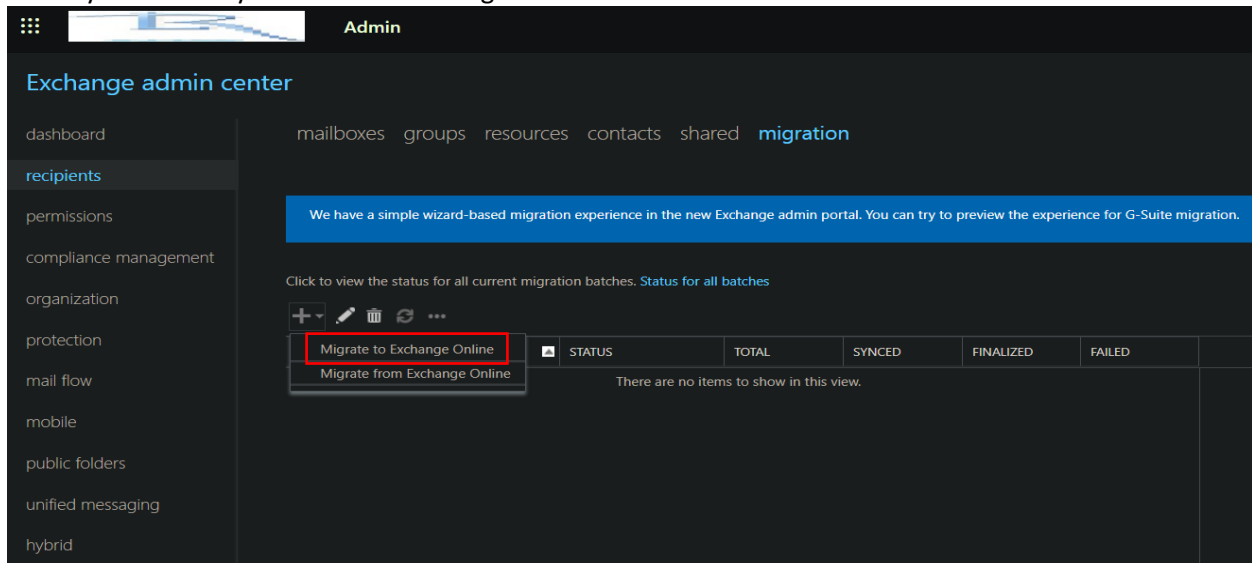 Admin
Exchange admin center
dashboard
mailboxes groups resources contacts shared migration
recipients
permissions
We have a simple wizard-based migration experience in the new Exchange admin portal. You can try to preview the experience for G-Suite migration.
compliance management
Click to view the status for all current migration batches. Status for all batches
organization
protection
Migrate to Exchange Online
STATUS TOTAL SYNCED FINALIZED FAILED
Migrate from Exchange Online
There are no items to show in this view.
mail flow
mobile
public folders
unified messaging
hybrid